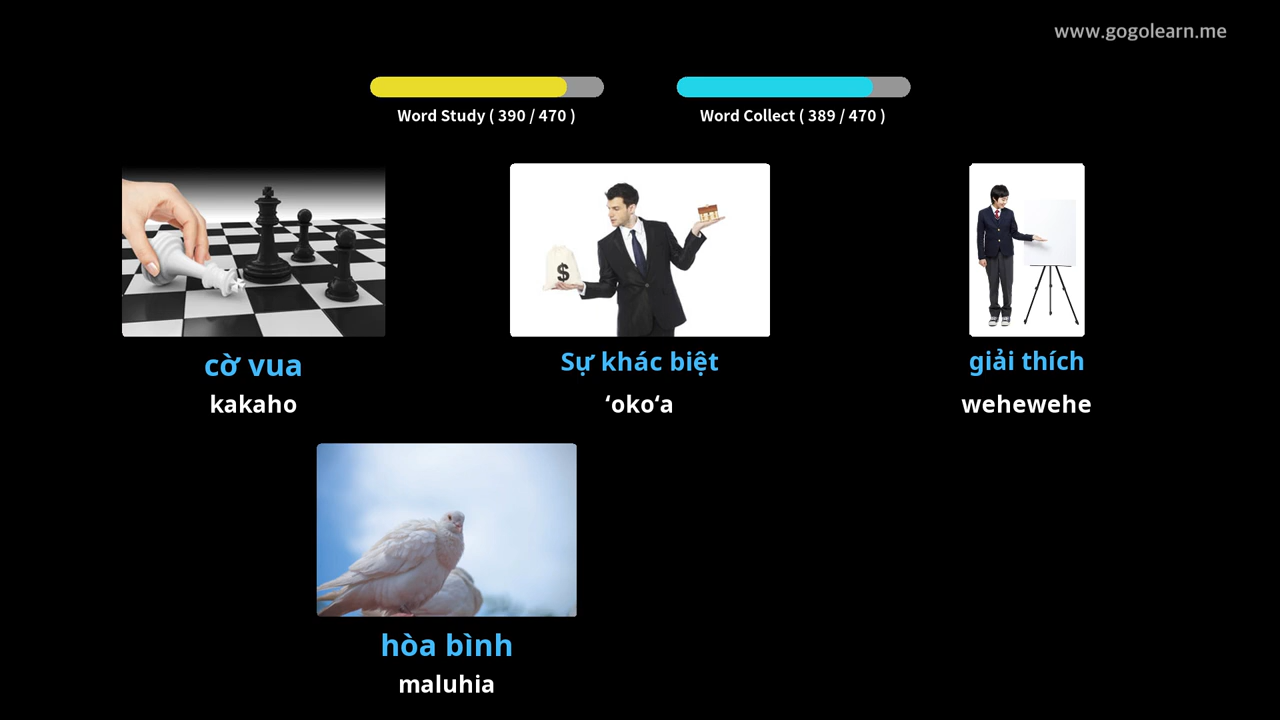 www.gogolearn.me
Word Study ( 390 / 470 )
Word Collect ( 389 / 470 )
cờ vua
kakaho
Sự khác biệt
ʻokoʻa
giải thích
wehewehe
$
hòa bình
maluhia